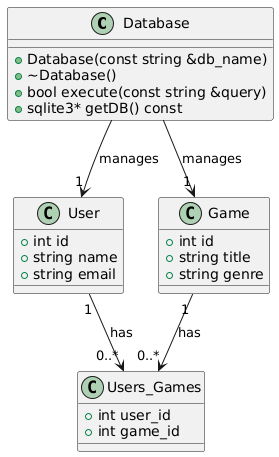 C Database
Database(const string &db_name)
~Database()
bool execute(const string &query)
sqlite3* getDB() const
manages
manages
1
1
C User
int id
string name
string email
C Game
int id
string title
string genre
1
1
has
has
0..*
0..*
C Users_Games
int user_id
int game_id